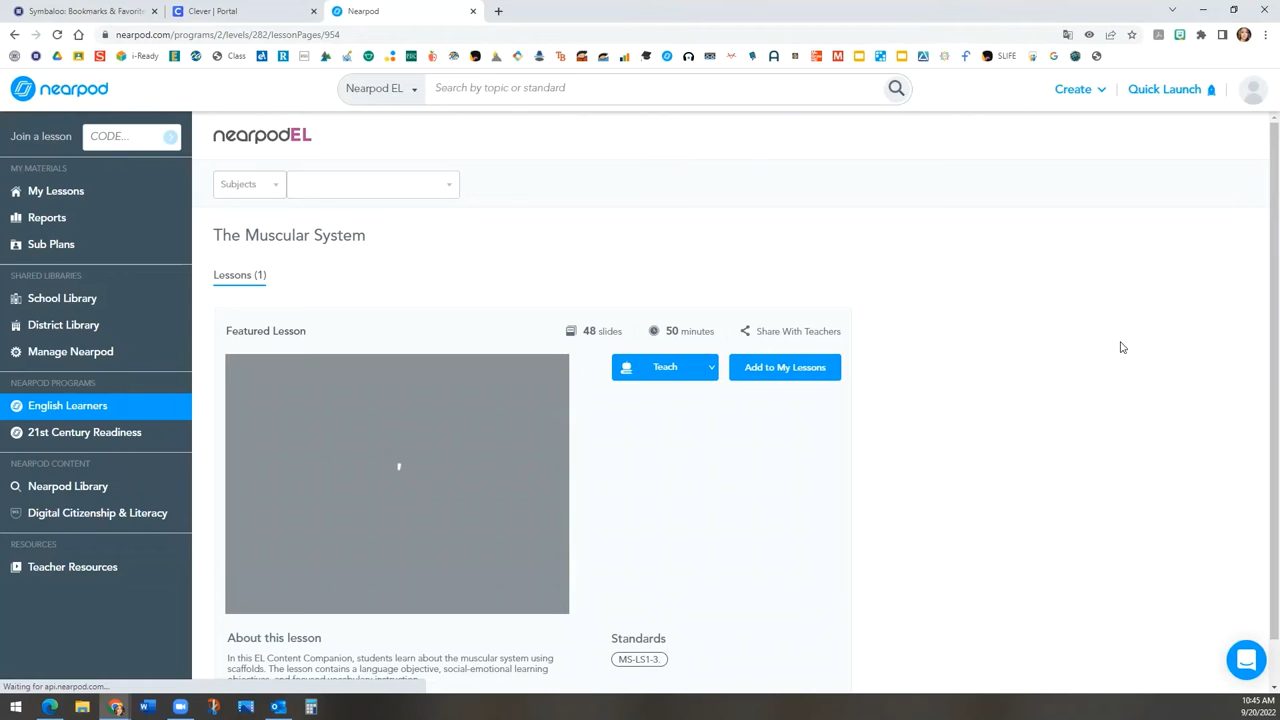 Symbaloo: Bookmarks & Favorite
Clever | Portal
Nearpod
nearpod.com/programs/2/levels/282/lessonPages/954
i-Ready
Class
SLIFE
nearpod
Nearpod EL
Search by topic or standard
Create
Quick Launch
Join a lesson
CODE...
MY MATERIALS
My Lessons
Reports
Sub Plans
SHARED LIBRARIES
School Library
District Library
Manage Nearpod
NEARPOD PROGRAMS
English Learners
21st Century Readiness
NEARPOD CONTENT
Nearpod Library
Digital Citizenship & Literacy
RESOURCES
Teacher Resources
nearpodEL
Subjects
The Muscular System
Lessons (1)
Featured Lesson
48 slides
50 minutes
Share With Teachers
Teach
Add to My Lessons
About this lesson
In this EL Content Companion, students learn about the muscular system using
scaffolds. The lesson contains a language objective, social-emotional learning
objectives, and focused vocabulary instruction.
Standards
MS-LS1-3.
Waiting for api.nearpod.com...
10:45 AM
9/20/2022